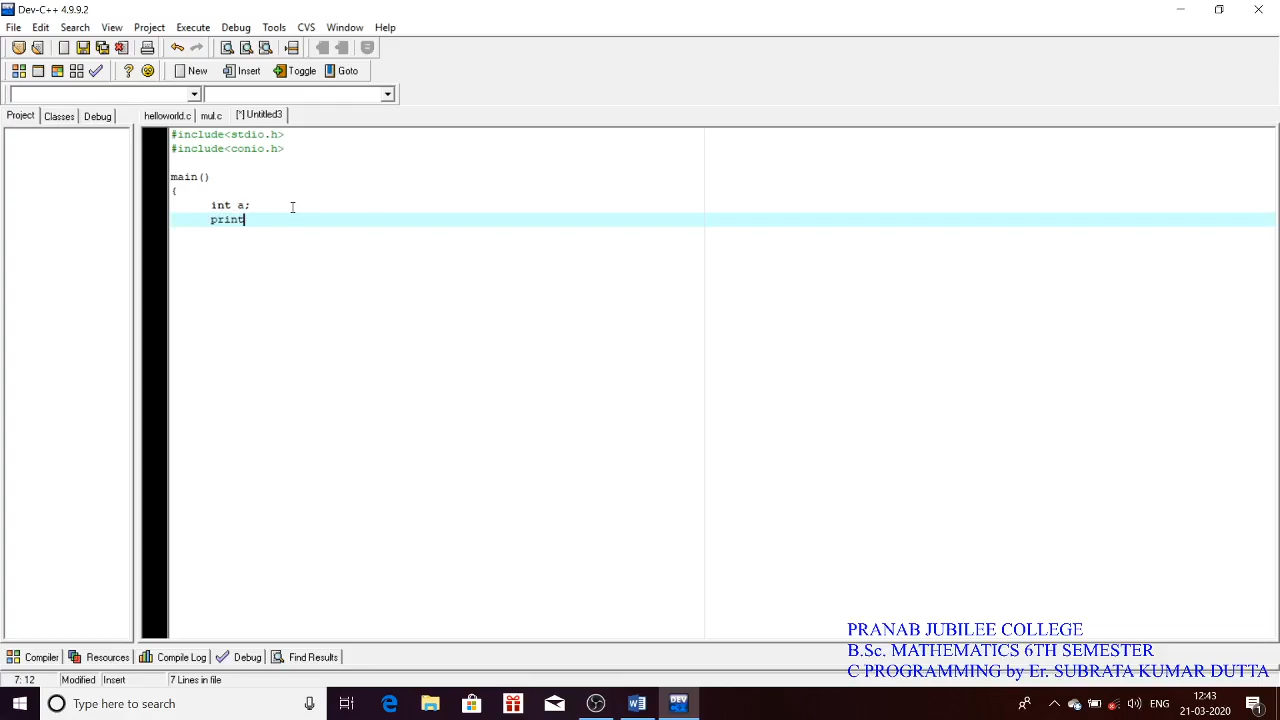 Dev-C++ 4.9.9.2
File Edit Search View Project Execute Debug Tools CVS Window Help
New Insert Toggle Goto
Project Classes Debug helloworld.c mul.c [*] Untitled3
#include<stdio.h>
#include<conio.h>
main()
{
int a;
print
PRANAB JUBILEE COLLEGE
B.Sc. MATHEMATICS 6TH SEMESTER
C PROGRAMMING by Er. SUBRATA KUMAR DUTTA
Compiler Resources Compile Log Debug Find Results
7: 12 Modified Insert 7 Lines in file
Type here to search
DEV
ENG
12:43
21-03-2020
1